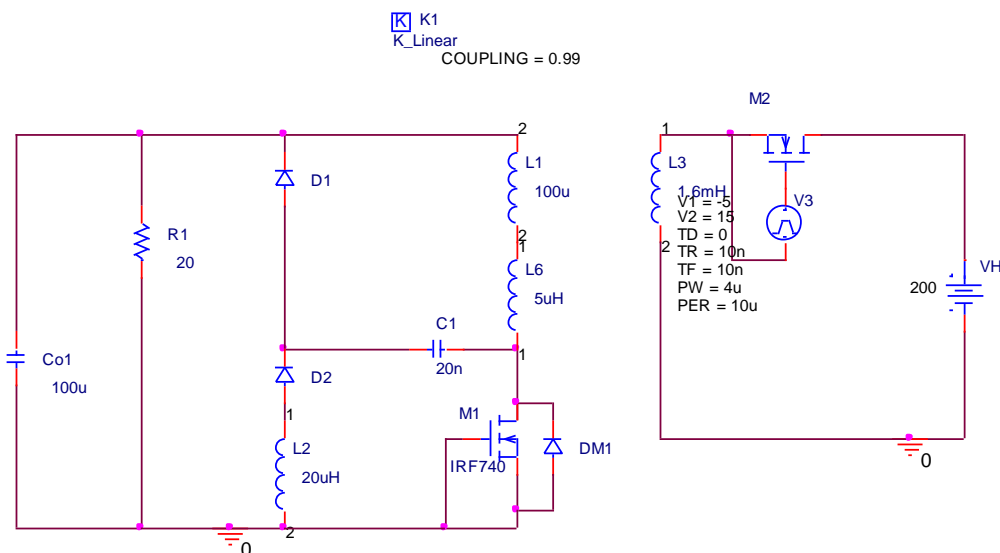 K K1
K_Linear
COUPLING = 0.99
M2
2
1
L1
100u
L3
1.6mH
D1
V3
V1 = -5
V2 = 15
TD = 0
TR = 10n
TF = 10n
PW = 4u
PER = 10u
2
1
2
R1
20
L6
5uH
VH
200
C1
20n
1
Co1
100u
D2
1
M1
IRF740
DM1
L2
20uH
2
0
0